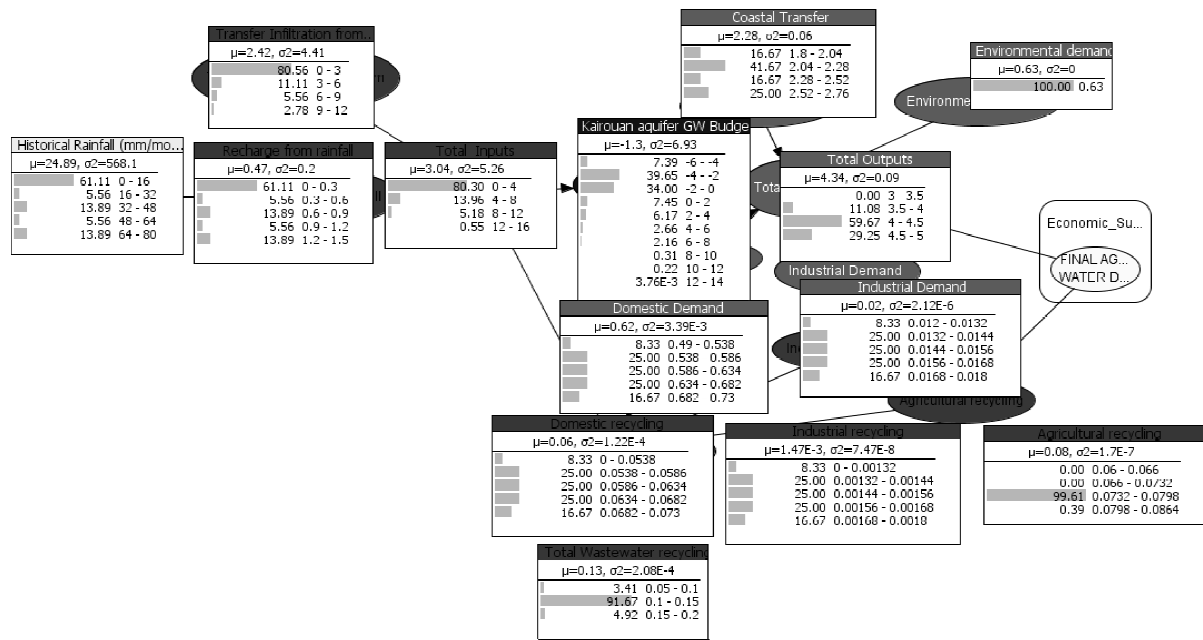 Coastal Transfer
μ=2.28, σ2=0.06
16.67 1.8 - 2.04
41.67 2.04 - 2.28
16.67 2.28 - 2.52
25.00 2.52 - 2.76
Transfer Infiltration from...
μ=2.42, σ2=4.41
80.56 0 - 3
11.11 3 - 6
5.56 6 - 9
2.78 9 - 12
Environmental demand
μ=0.63, σ2=0
100.00 0.63
Environme
Historical Rainfall (mm/mo...
μ=24.89, σ2=568.1
61.11 0 - 16
5.56 16 - 32
13.89 32 - 48
5.56 48 - 64
13.89 64 - 80
Recharge from rainfall
μ=0.47, σ2=0.2
61.11 0 - 0.3
5.56 0.3 - 0.6
13.89 0.6 - 0.9
5.56 0.9 - 1.2
13.89 1.2 - 1.5
Total Inputs
μ=3.04, σ2=5.26
80.30 0 - 4
13.96 4 - 8
5.18 8 - 12
0.55 12 - 16
Kairouan aquifer GW Budge
μ=-1.3, σ2=6.93
7.39 -6 - -4
39.65 -4 - -2
34.00 -2 - 0
7.45 0 - 2
6.17 2 - 4
2.66 4 - 6
2.16 6 - 8
0.31 8 - 10
0.22 10 - 12
3.76E-3 12 - 14
Tota
Total Outputs
μ=4.34, σ2=0.09
0.00 3 3.5
11.08 3.5 - 4
59.67 4 - 4.5
29.25 4.5 - 5
Economic_Su...
FINAL AG...
WATER D...
Industrial Demand
Industrial Demand
μ=0.02, σ2=2.12E-6
8.33 0.012 - 0.0132
25.00 0.0132 - 0.0144
25.00 0.0144 - 0.0156
25.00 0.0156 - 0.0168
16.67 0.0168 - 0.018
Domestic Demand
μ=0.62, σ2=3.39E-3
8.33 0.49 - 0.538
25.00 0.538 0.586
25.00 0.586 - 0.634
25.00 0.634 - 0.682
16.67 0.682 0.73
Agricultural recycling
Domestic recycling
μ=0.06, σ2=1.22E-4
8.33 0 - 0.0538
25.00 0.0538 - 0.0586
25.00 0.0586 - 0.0634
25.00 0.0634 - 0.0682
16.67 0.0682 - 0.073
Industrial recycling
μ=1.47E-3, σ2=7.47E-8
8.33 0 - 0.00132
25.00 0.00132 - 0.00144
25.00 0.00144 - 0.00156
25.00 0.00156 - 0.00168
16.67 0.00168 - 0.0018
Agricultural recycling
μ=0.08, σ2=1.7E-7
0.00 0.06 - 0.066
0.00 0.066 - 0.0732
99.61 0.0732 - 0.0798
0.39 0.0798 - 0.0864
Total Wastewater recycling
μ=0.13, σ2=2.08E-4
3.41 0.05 - 0.1
91.67 0.1 - 0.15
4.92 0.15 - 0.2